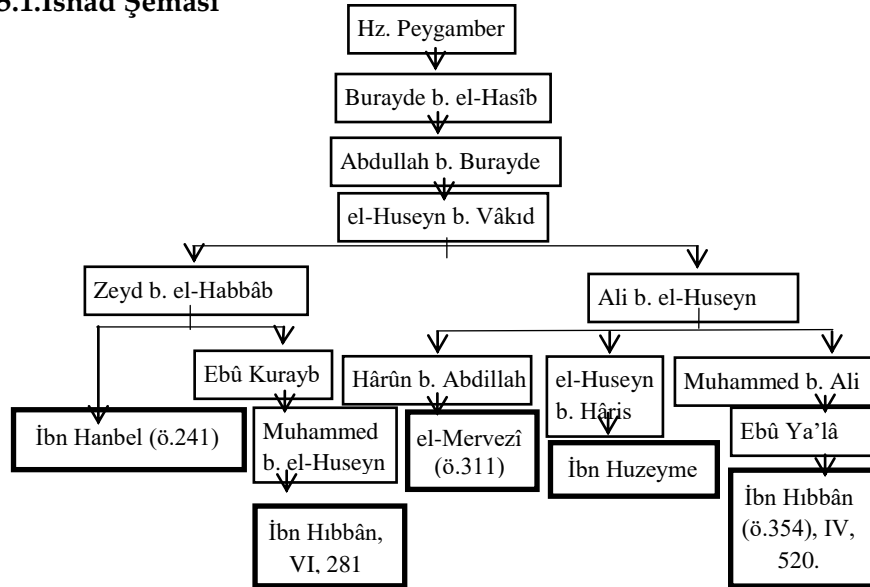 5.1.İsnad Şeması
Hz. Peygamber
Burayde b. el-Hasîb
Abdullah b. Burayde
el-Huseyn b. Vâkıd
Zeyd b. el-Habbâb
Ali b. el-Huseyn
Ebû Kurayb
Hârûn b. Abdillah
el-Huseyn
b. Hâris
Muhammed b. Ali
İbn Hanbel (ö.241)
Muhammed
b. el-Huseyn
el-Mervezî
(ö.311)
İbn Huzeyme
Ebû Ya’lâ
İbn Hıbbân,
VI, 281
İbn Hıbbân
(ö.354), IV,
520.